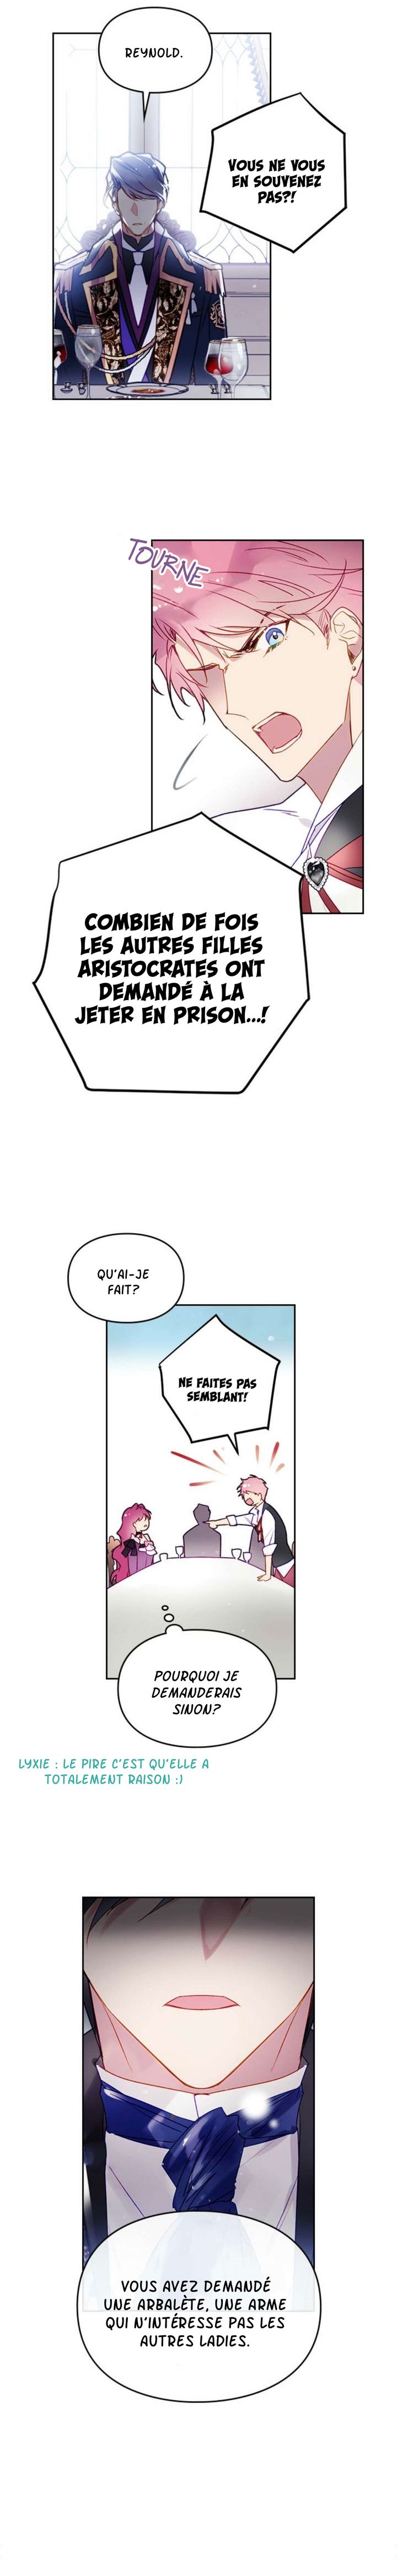 REYNOLD.
VOUS NE VOUS
EN SOUVENEZ
PAS?!
TOURNE
COMBIEN DE FOIS
LES AUTRES FILLES
ARISTOCRATES ONT
DEMANDÉ À LA
JETER EN PRISON...!
QU'AI-JE
FAIT?
NE FAITES PAS
SEMBLANT!
POURQUOI JE
DEMANDERAIS
SINON?
LYXIE : LE PIRE C'EST QU'ELLE A
TOTALEMENT RAISON :)
VOUS AVEZ DEMANDÉ
UNE ARBALÈTE, UNE ARME
QUI N'INTÉRESSE PAS LES
AUTRES LADIES.